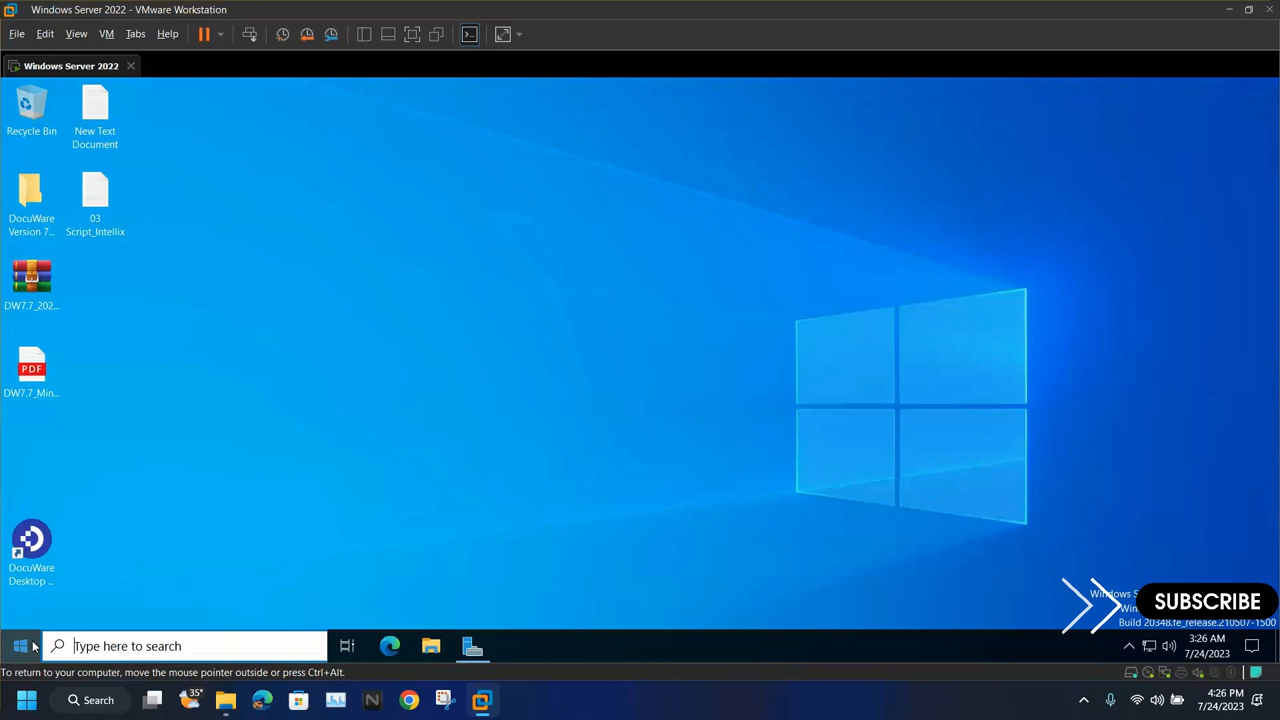 Windows Server 2022 - VMware Workstation
File Edit View VM Tabs Help
Windows Server 2022
Recycle Bin
New Text
Document
DocuWare
Version 7...
03
Script_Intellix
DW7.7_202...
PDF
DW7.7_Min...
DocuWare
Desktop ...
SUBSCRIBE
Build 20348.fe_release.210507-1500
Type here to search
3:26 AM
7/24/2023
To return to your computer, move the mouse pointer outside or press Ctrl+Alt.
Search
35°
4:26 PM
7/24/2023